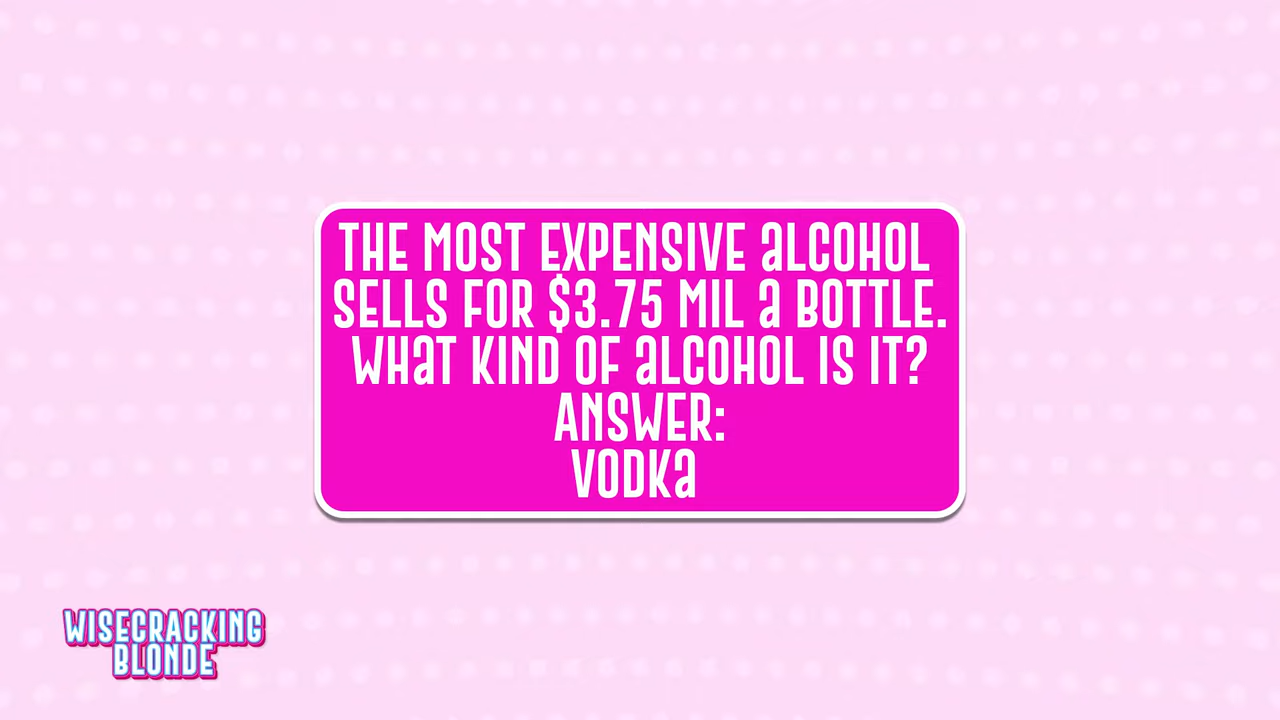 THE MOST EXPENSIVE ALCOHOL
SELLS FOR $3.75 MIL A BOTTLE.
WHAT KIND OF ALCOHOL IS IT?
ANSWER:
VODKA
WISECRACKING
BLONDE